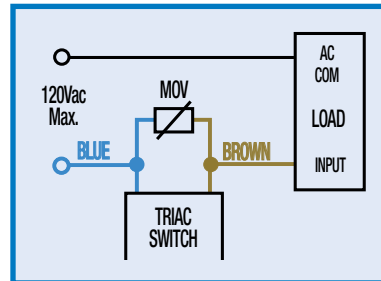 AC
COM
MOV
120Vac
Max.
LOAD
BLUE
BROWN
INPUT
TRIAC
SWITCH